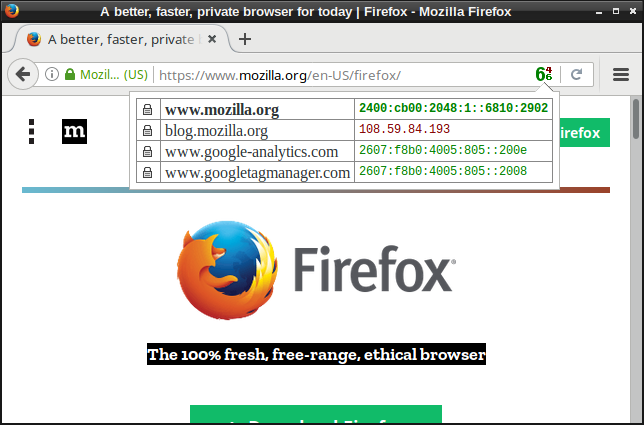 A better, faster, private browser for today | Firefox - Mozilla Firefox
A better, faster, private
Mozil... (US) https://www.mozilla.org/en-US/firefox/ 6 4 6
www.mozilla.org 2400:cb00:2048:1::6810:2902
blog.mozilla.org 108.59.84.193
www.google-analytics.com 2607:f8b0:4005:805::200e
www.googletagmanager.com 2607:f8b0:4005:805::2008
m
irefox
Firefox
The 100% fresh, free-range, ethical browser
Download Firefox